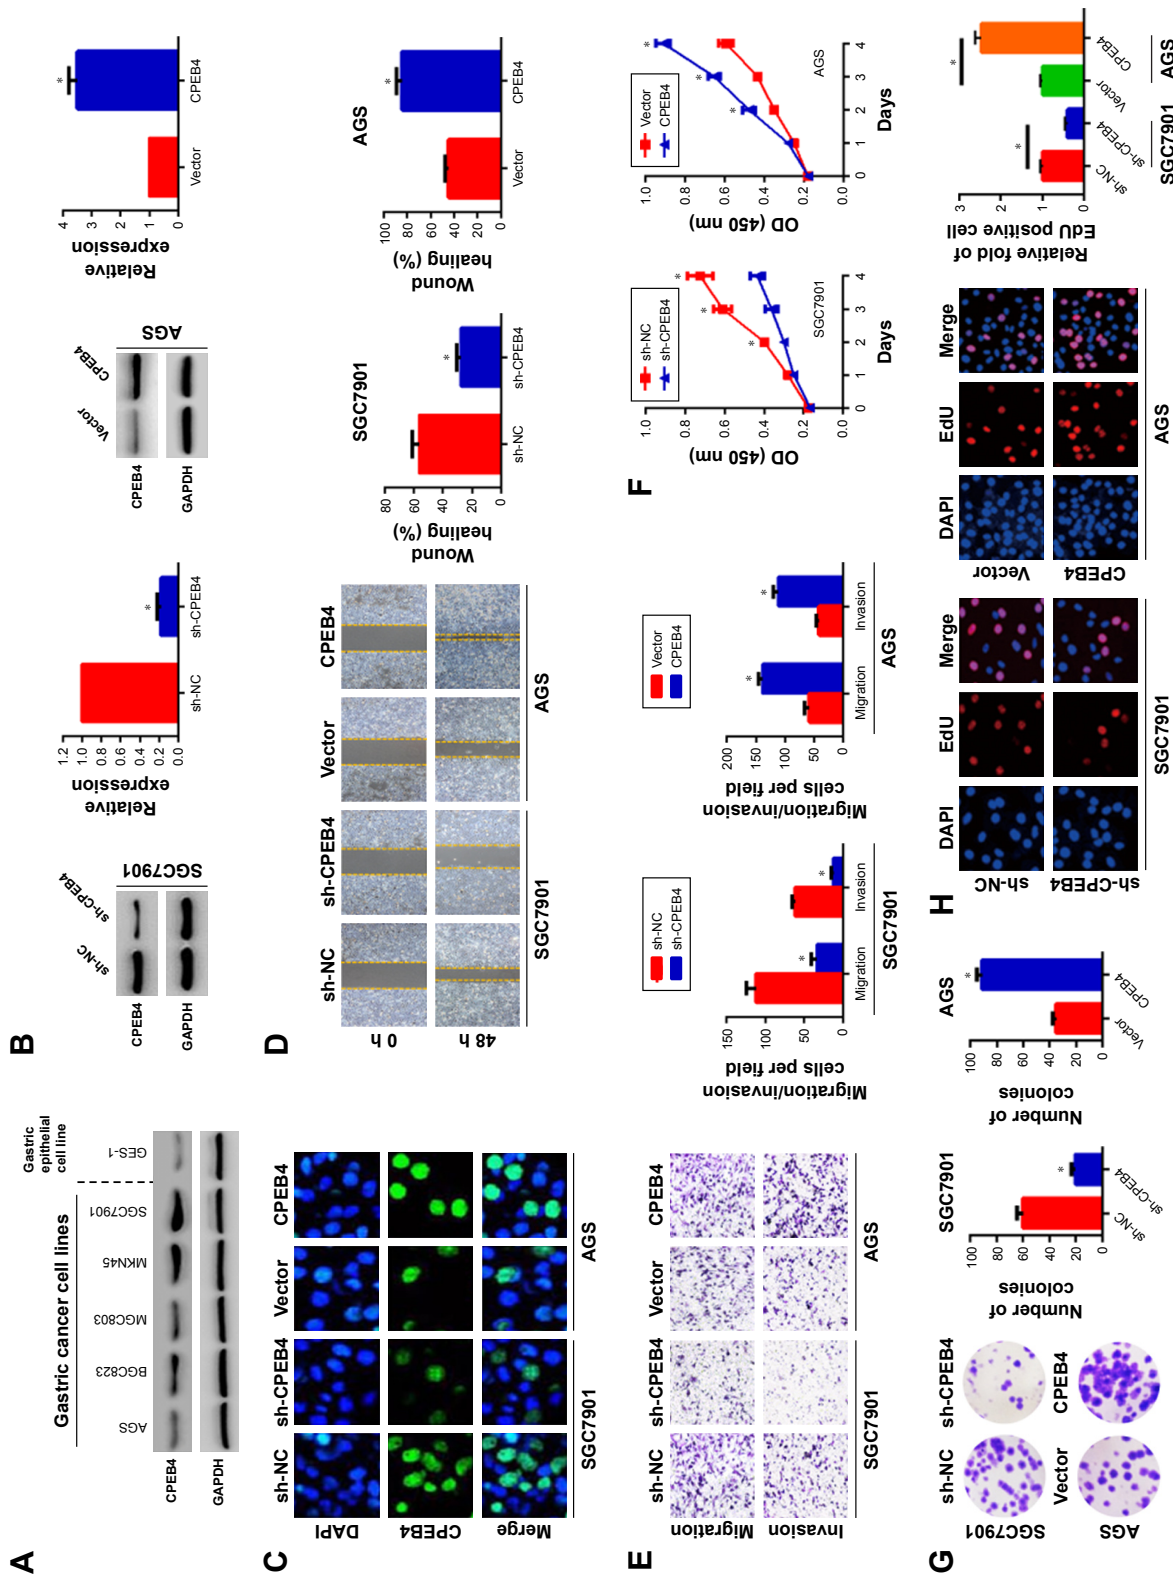 A
Gastric cancer cell lines
Gastric
epithelial
cell line
AGS
BGC823
MGC803
MKN45
SGC7901
GES-1
CPEB4
GAPDH
B
sh-NC
sh-CPEB4
CPEB4
GAPDH
SGC7901
Relative
expression
1.2
1.0
0.8
0.6
0.4
0.2
0.0
*
sh-NC
sh-CPEB4
Vector
CPEB4
CPEB4
GAPDH
AGS
Relative
expression
4
3
2
1
0
*
Vector
CPEB4
C
sh-NC
sh-CPEB4
Vector
CPEB4
DAPI
CPEB4
Merge
SGC7901
AGS
D
sh-NC
sh-CPEB4
Vector
CPEB4
0 h
48 h
SGC7901
AGS
SGC7901
Wound
healing (%)
80
60
40
20
0
*
sh-NC
sh-CPEB4
AGS
Wound
healing (%)
100
80
60
40
20
0
*
Vector
CPEB4
E
sh-NC
sh-CPEB4
Vector
CPEB4
Migration
Invasion
SGC7901
AGS
sh-NC
sh-CPEB4
Migration/invasion
cells per field
150
100
50
0
*
*
Migration
Invasion
SGC7901
Vector
CPEB4
Migration/invasion
cells per field
200
150
100
50
0
*
*
Migration
Invasion
AGS
F
sh-NC
sh-CPEB4
OD (450 nm)
1.0
0.8
0.6
0.4
0.2
0.0
*
*
*
SGC7901
0
1
2
3
4
Days
Vector
CPEB4
OD (450 nm)
1.0
0.8
0.6
0.4
0.2
0.0
*
*
*
AGS
0
1
2
3
4
Days
G
sh-NC
sh-CPEB4
SGC7901
Vector
CPEB4
AGS
SGC7901
Number of
colonies
100
80
60
40
20
0
*
sh-NC
sh-CPEB4
AGS
Number of
colonies
100
80
60
40
20
0
*
Vector
CPEB4
H
DAPI
EdU
Merge
sh-NC
sh-CPEB4
SGC7901
DAPI
EdU
Merge
Vector
CPEB4
AGS
Relative fold of
EdU positive cell
3
2
1
0
*
*
sh-NC
sh-CPEB4
Vector
CPEB4
SGC7901
AGS